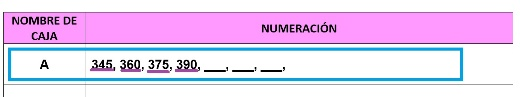 NOMBRE DE CAJA NUMERACIÓN
A 345, 360, 375, 390, ___, ___, ___,